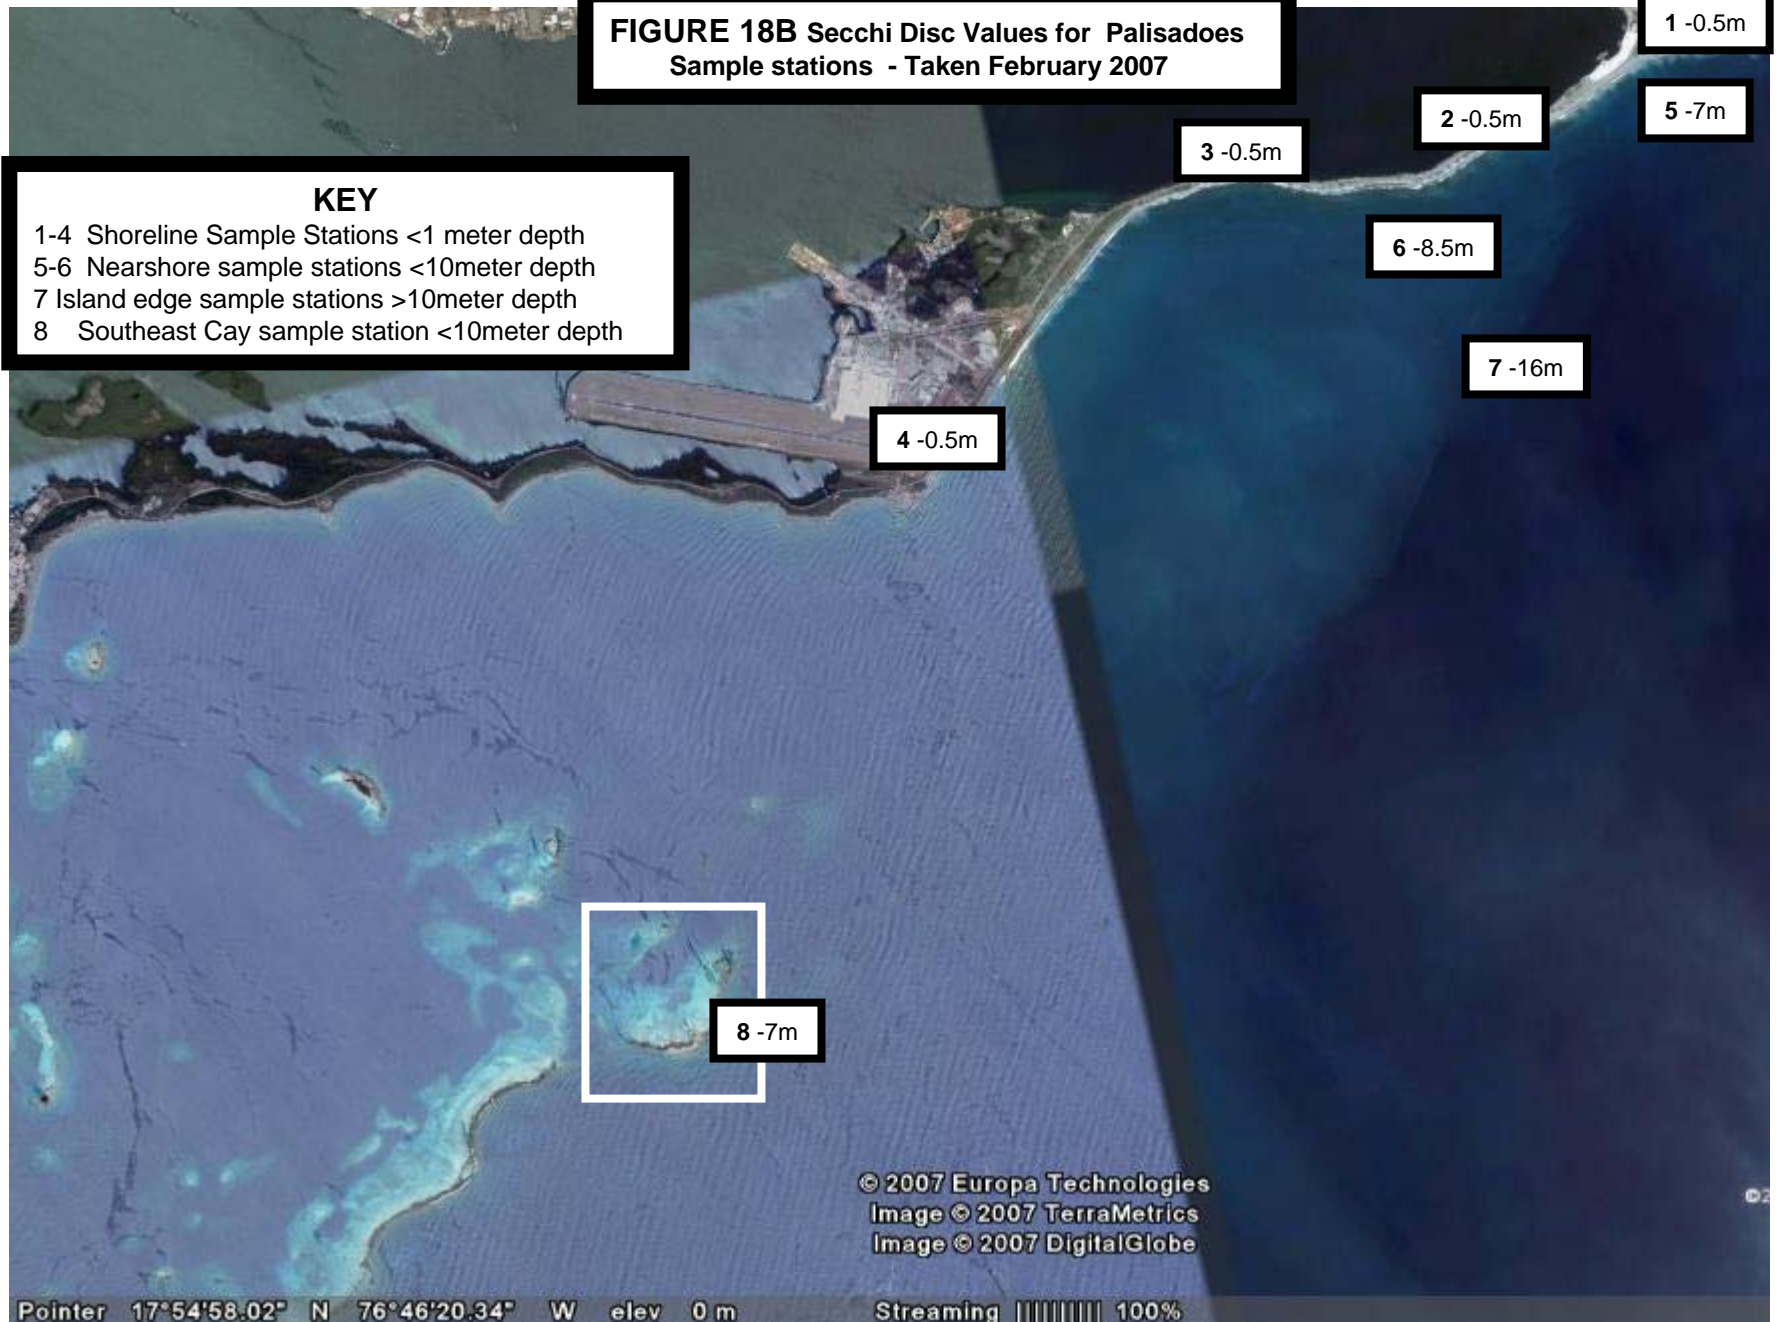 FIGURE 18B Secchi Disc Values for Palisadoes
Sample stations - Taken February 2007
1 -0.5m
2 -0.5m
5 -7m
3 -0.5m
KEY
1-4 Shoreline Sample Stations <1 meter depth
5-6 Nearshore sample stations <10meter depth
7 Island edge sample stations >10meter depth
8 Southeast Cay sample station <10meter depth
6 -8.5m
7 -16m
4 -0.5m
8 -7m
© 2007 Europa Technologies
Image © 2007 TerraMetrics
Image © 2007 DigitalGlobe
©2
Pointer 17°54'58.02" N 76°46'20.34" W elev 0 m Streaming |||||||||| 100%